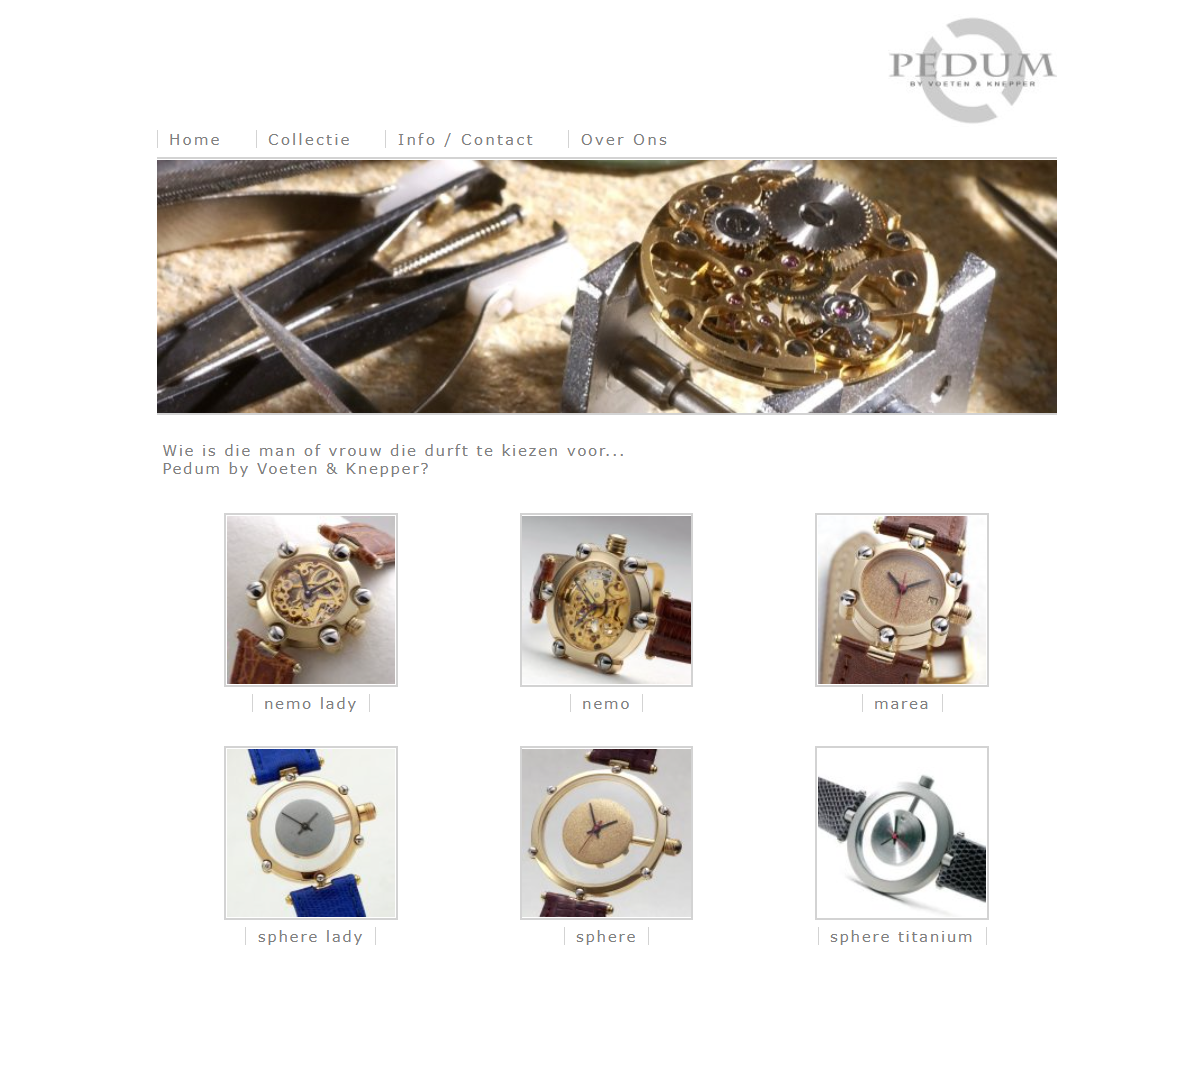 PEDUM
BY VOETEN & KNEPPER
Home
Collectie
Info / Contact
Over Ons
Wie is die man of vrouw die durft te kiezen voor...
Pedum by Voeten & Knepper?
nemo lady
nemo
marea
sphere lady
sphere
sphere titanium